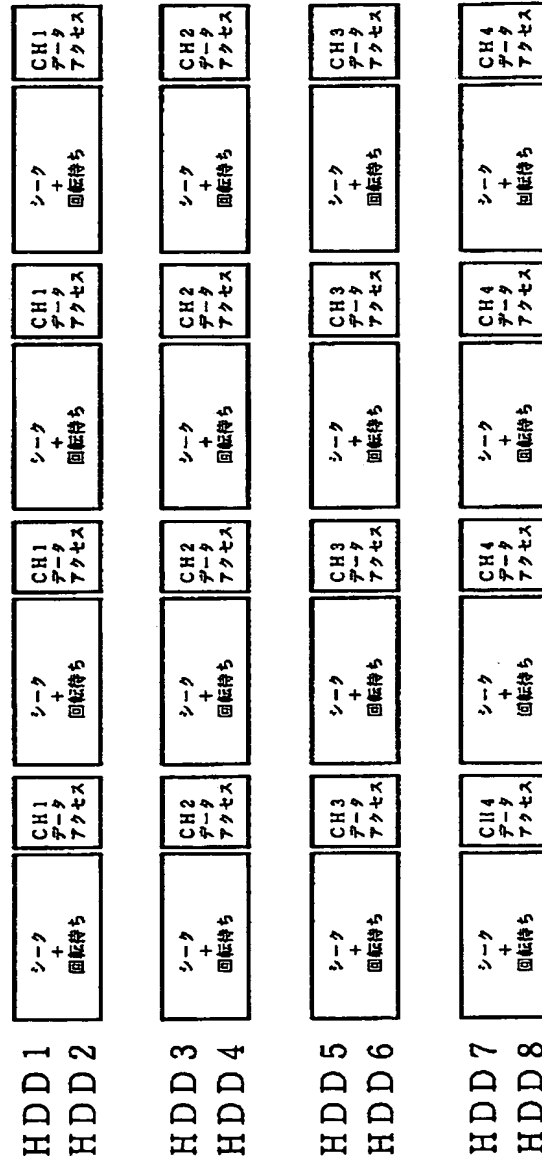 HDD1
HDD2
シーク
+
回転待ち
CH1
データ
アクセス
シーク
+
回転待ち
CH1
データ
アクセス
シーク
+
回転待ち
CH1
データ
アクセス
シーク
+
回転待ち
CH1
データ
アクセス
HDD3
HDD4
シーク
+
回転待ち
CH2
データ
アクセス
シーク
+
回転待ち
CH2
データ
アクセス
シーク
+
回転待ち
CH2
データ
アクセス
シーク
+
回転待ち
CH2
データ
アクセス
HDD5
HDD6
シーク
+
回転待ち
CH3
データ
アクセス
シーク
+
回転待ち
CH3
データ
アクセス
シーク
+
回転待ち
CH3
データ
アクセス
シーク
+
回転待ち
CH3
データ
アクセス
HDD7
HDD8
シーク
+
回転待ち
CH4
データ
アクセス
シーク
+
回転待ち
CH4
データ
アクセス
シーク
+
回転待ち
CH4
データ
アクセス
シーク
+
回転待ち
CH4
データ
アクセス